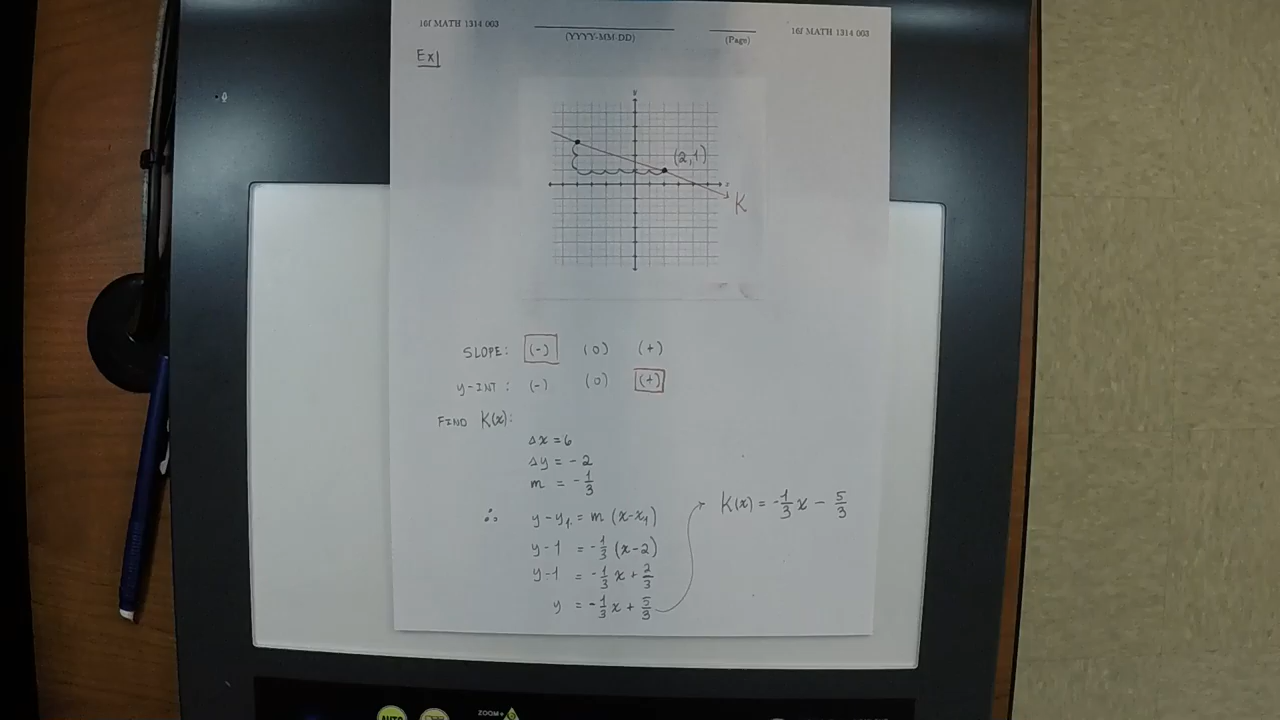 16f MATH 1314 003
(YYYY-MM-DD)
(Page)
16f MATH 1314 003
Ex1
y
(2,1)
x
K
SLOPE: (-) (0) (+)
y-INT: (-) (0) (+)
FIND K(x):
Δx = 6
Δy = -2
m = -1/3
∴ y-y₁ = m (x-x₁)
y-1 = -1/3 (x-2)
y-1 = -1/3 x + 2/3
y = -1/3 x + 5/3
K(x) = -1/3 x - 5/3
AUTO
ZOOM+